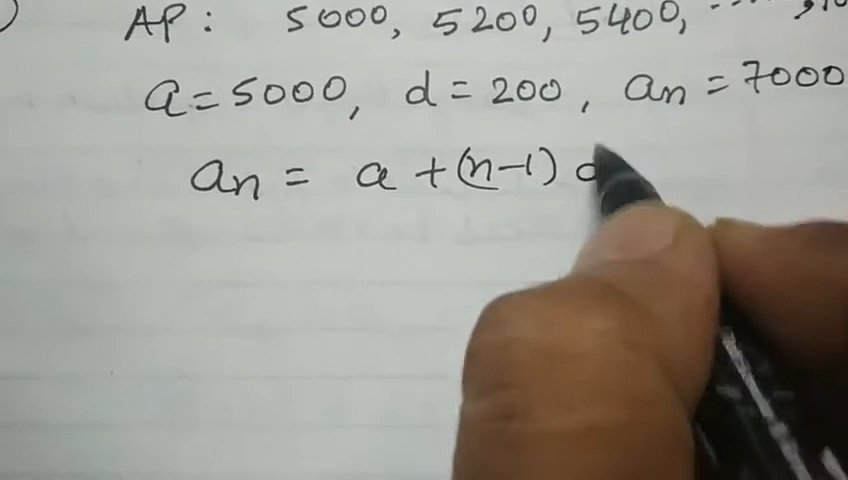 ) AP : 5000, 5200, 5400, ....,
a = 5000, d = 200, an = 7000
an = a + (n-1) d